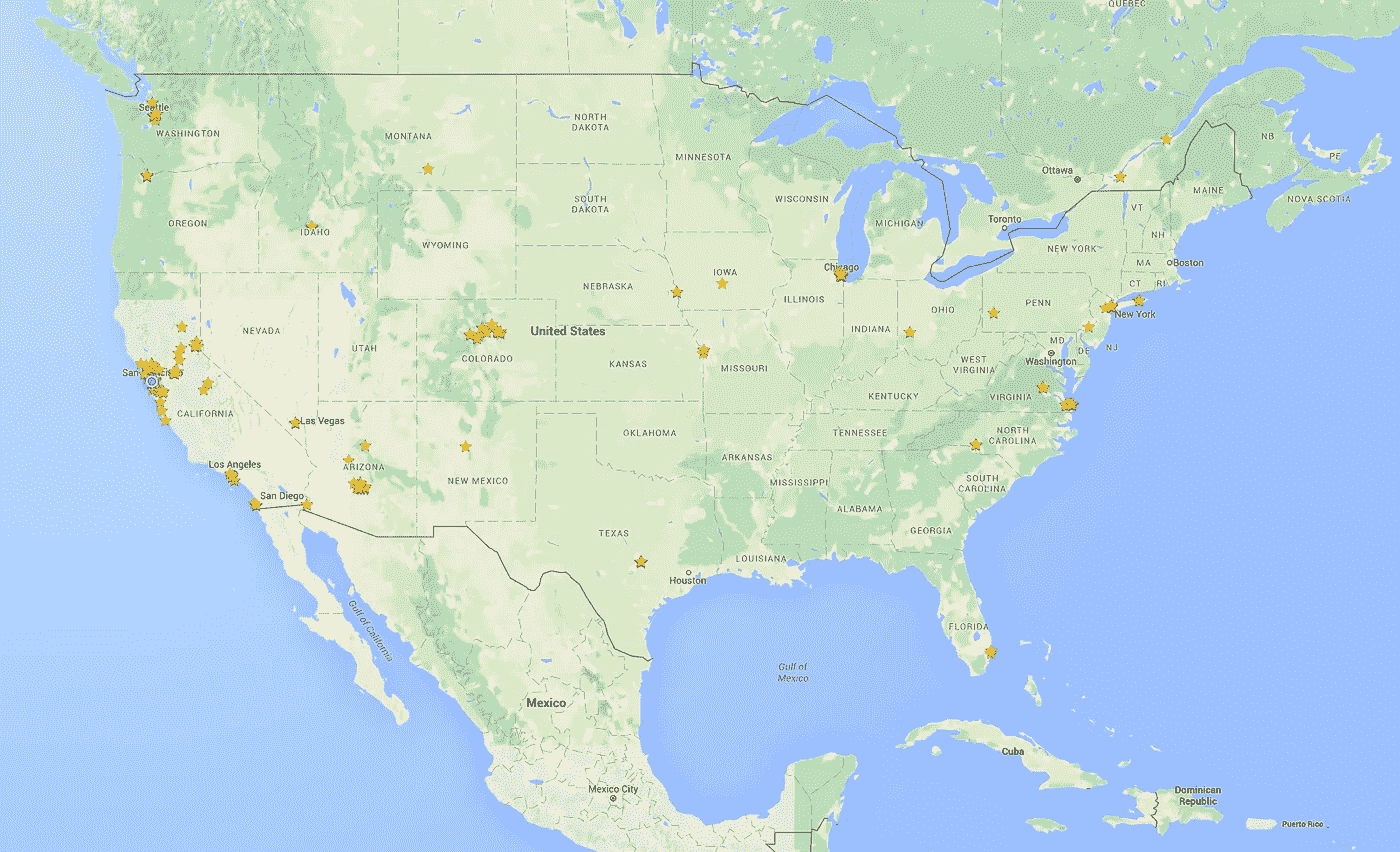 QUEBEC
Seattle
WASHINGTON
MONTANA
NORTH
DAKOTA
MINNESOTA
Ottawa
NB
PE
MAINE
NOVA SCOTIA
OREGON
IDAHO
SOUTH
DAKOTA
WISCONSIN
MICHIGAN
Toronto
VT
NH
WYOMING
NEW YORK
MA
Boston
IOWA
Chicago
NEBRASKA
ILLINOIS
CT
RI
PENN
OHIO
New York
NEVADA
United States
INDIANA
MD
DE
NJ
UTAH
COLORADO
KANSAS
MISSOURI
WEST
VIRGINIA
Washington
KENTUCKY
VIRGINIA
CALIFORNIA
Las Vegas
OKLAHOMA
TENNESSEE
NORTH
CAROLINA
Los Angeles
ARIZONA
NEW MEXICO
ARKANSAS
MISSISSIPPI
SOUTH
CAROLINA
San Diego
ALABAMA
GEORGIA
TEXAS
LOUISIANA
Houston
Gulf of California
FLORIDA
Gulf of
Mexico
Mexico
Cuba
Mexico City
Dominican
Republic
Puerto Rico